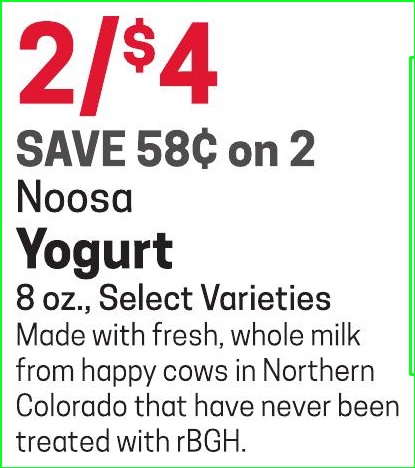 2/$4
SAVE 58¢ on 2
Noosa
Yogurt
8 oz., Select Varieties
Made with fresh, whole milk
from happy cows in Northern
Colorado that have never been
treated with rBGH.